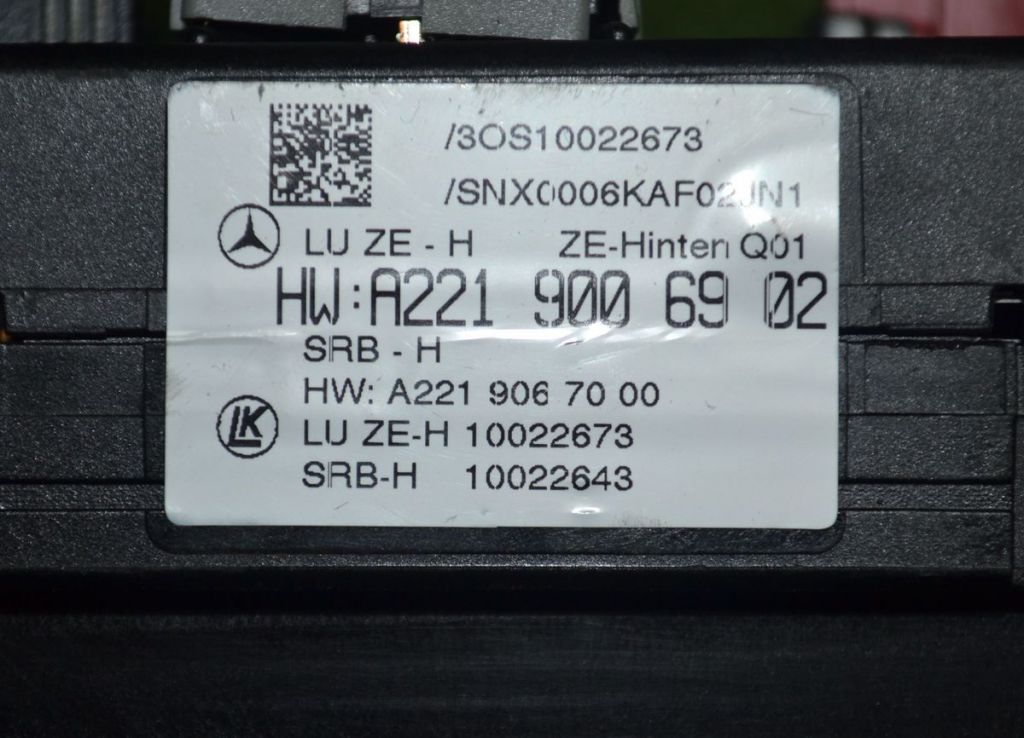 /3OS10022673
/SNX0006KAF02JN1
LU ZE - H ZE-Hinten Q01
HW:A221 900 69 02
SRB - H
HW: A221 906 70 00
LK
LU ZE-H 10022673
SRB-H 10022643